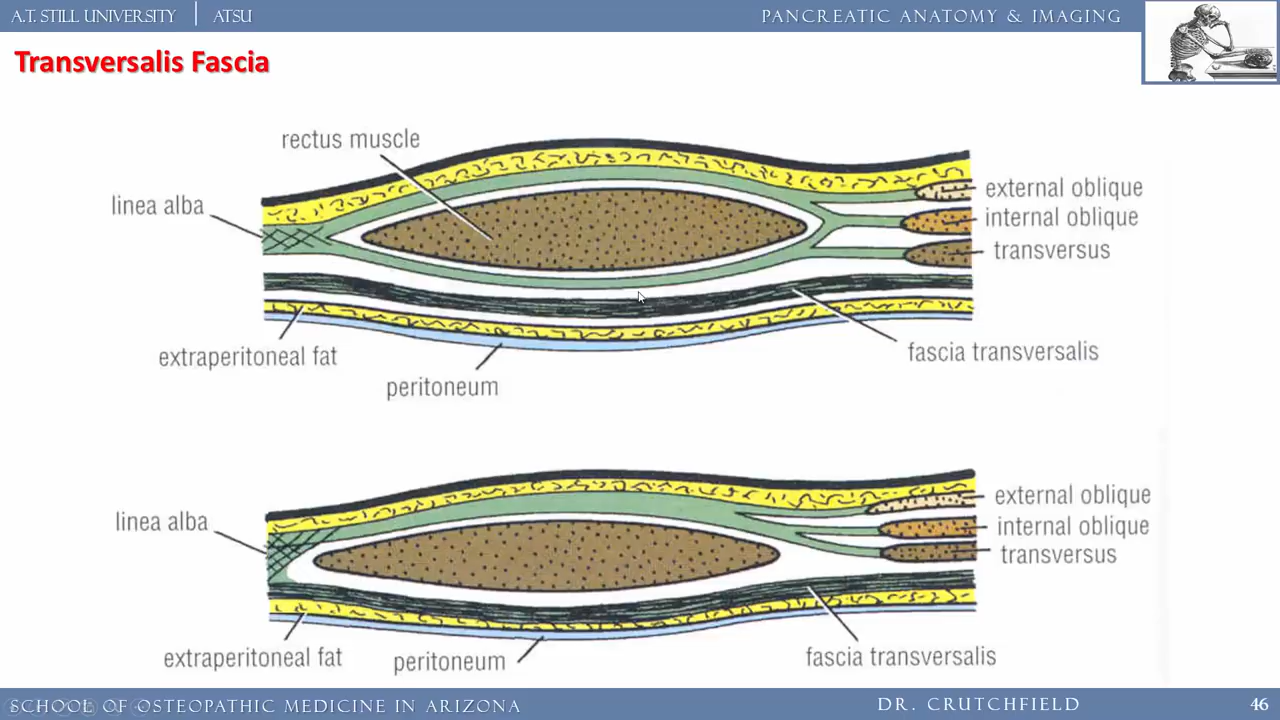 A.T. STILL UNIVERSITY | ATSU
PANCREATIC ANATOMY & IMAGING
Transversalis Fascia
rectus muscle
linea alba
external oblique
internal oblique
transversus
extraperitoneal fat
fascia transversalis
peritoneum
linea alba
external oblique
internal oblique
transversus
extraperitoneal fat
peritoneum
fascia transversalis
SCHOOL OF OSTEOPATHIC MEDICINE IN ARIZONA
DR. CRUTCHFIELD
46